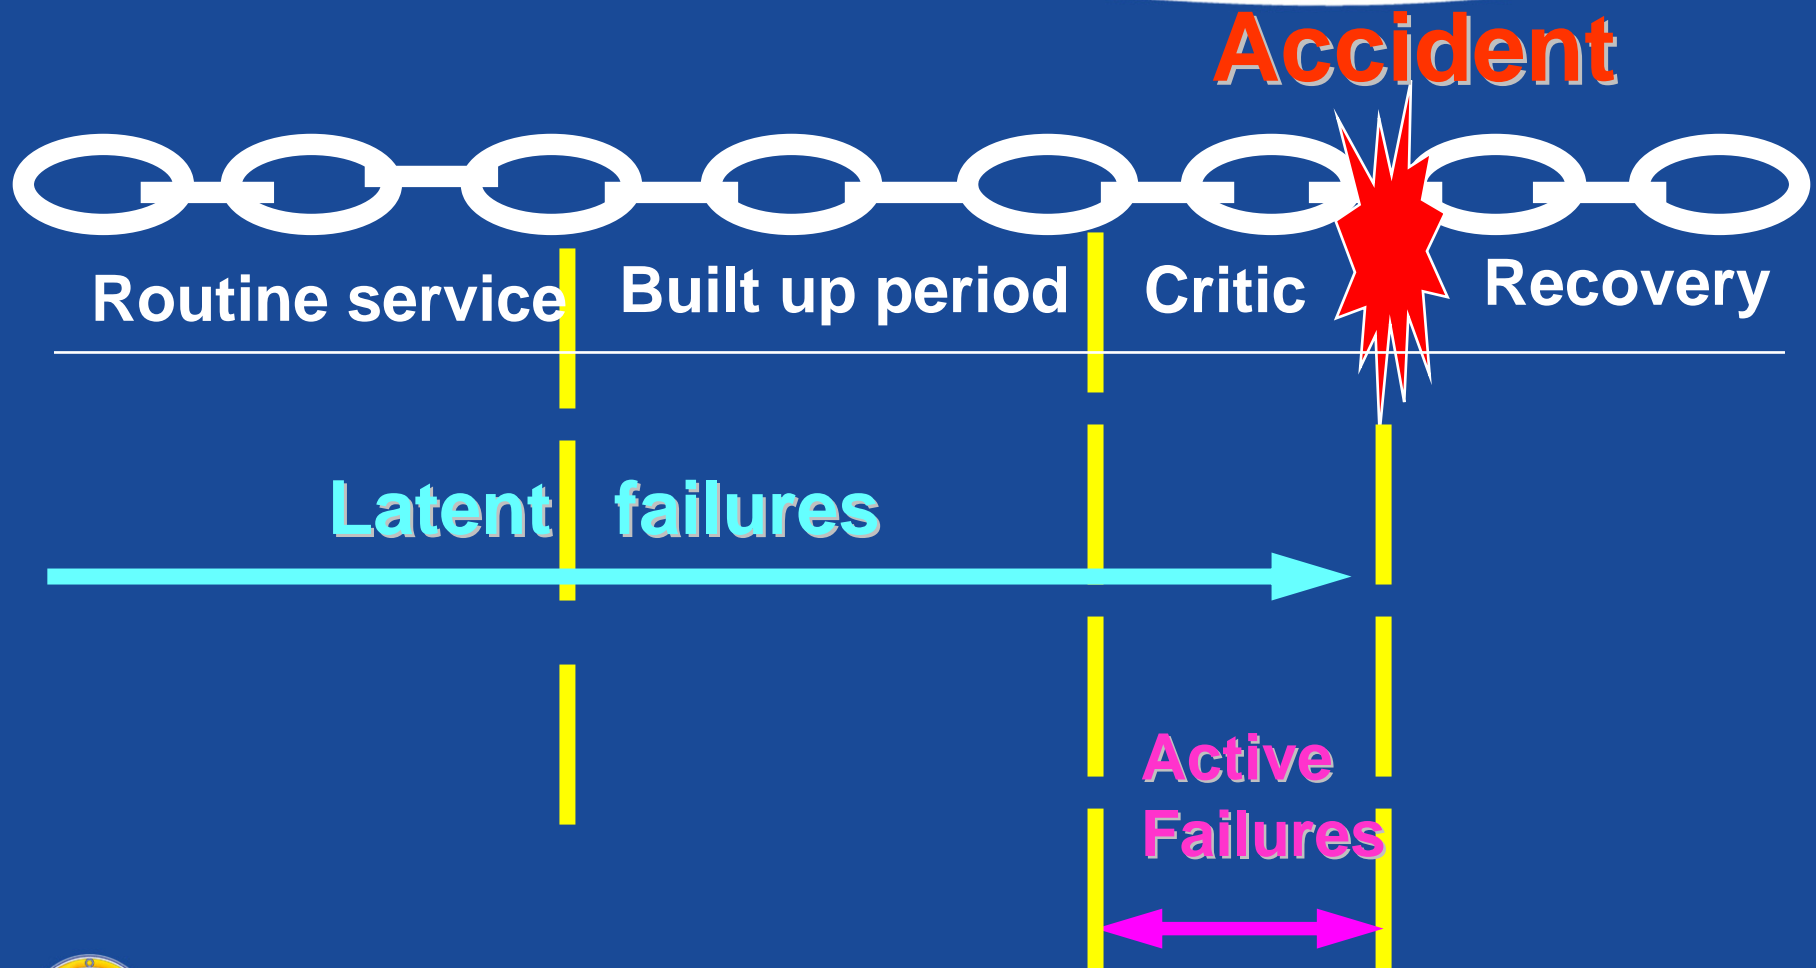 Accident
Routine service
Built up period
Critic
Recovery
Latent failures
Active
Failures